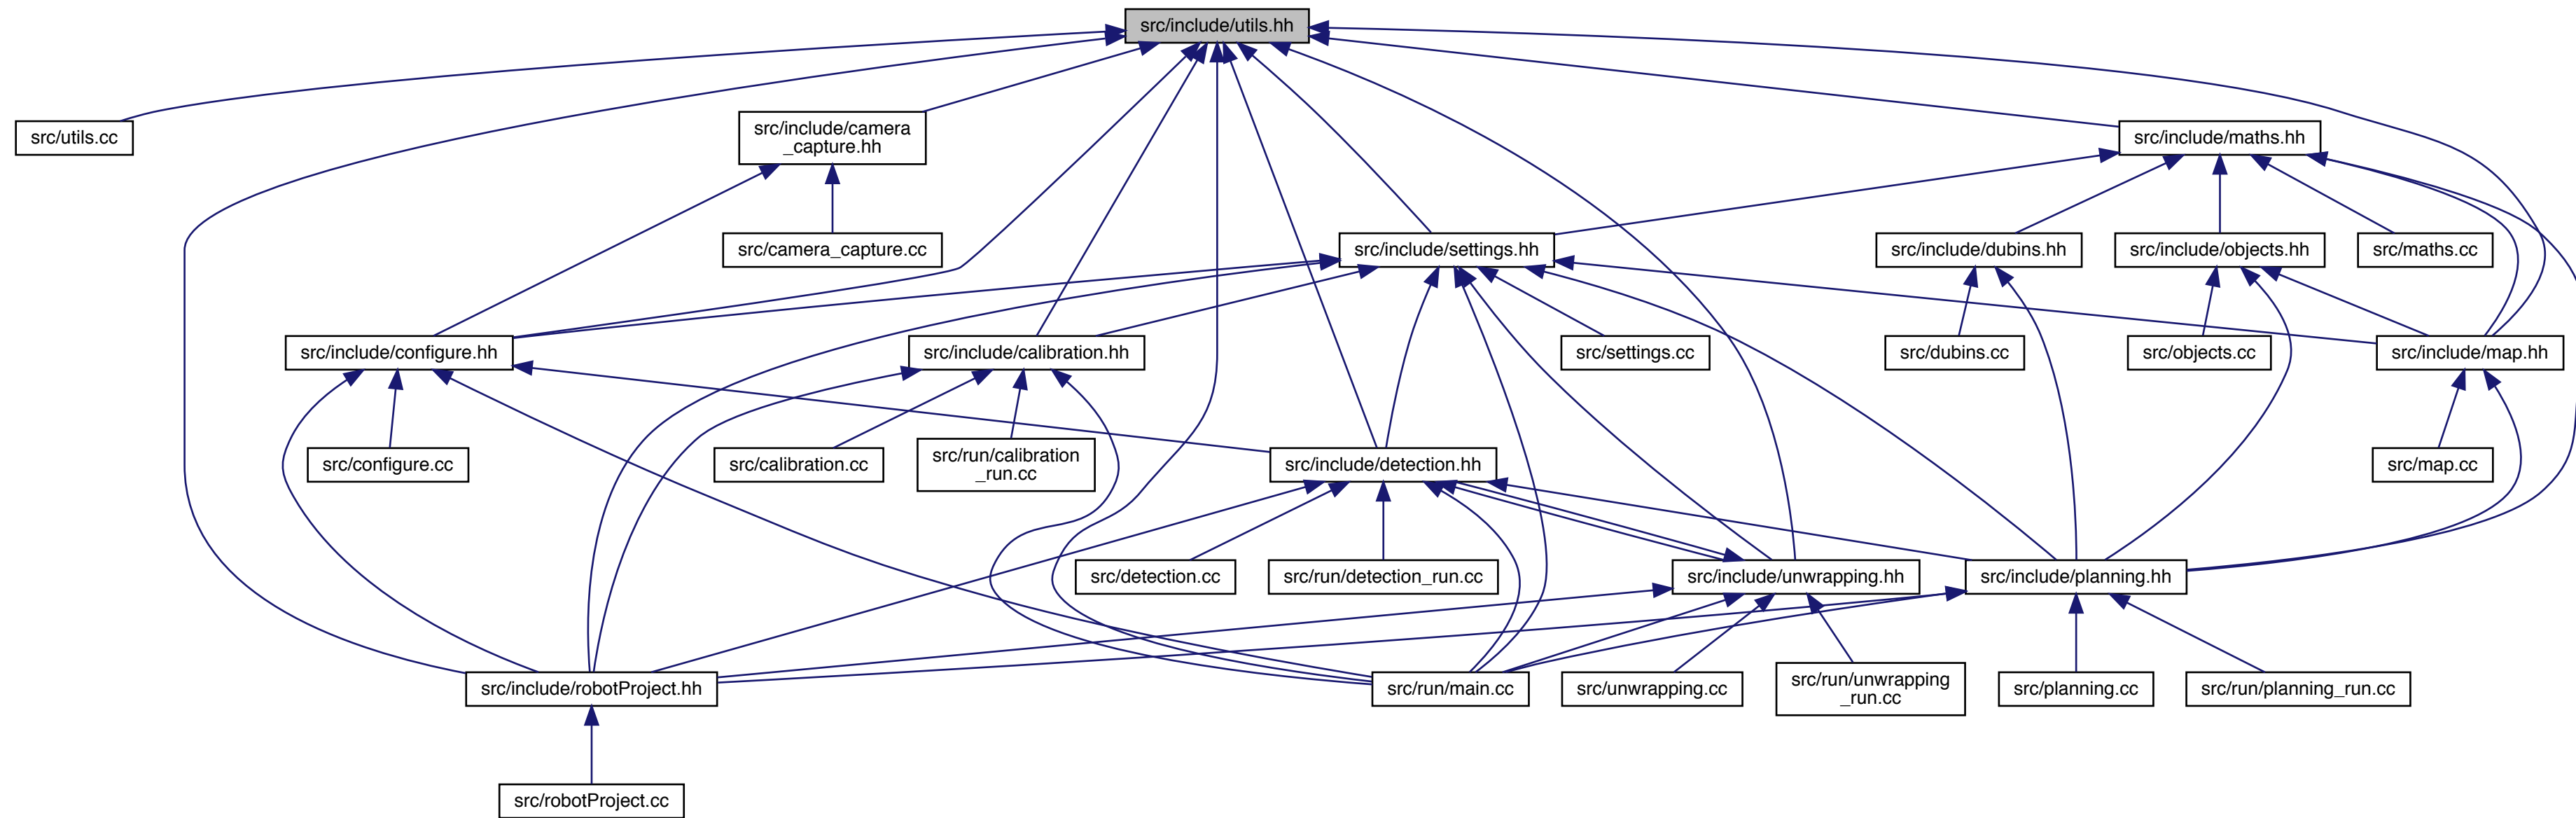 src/include/utils.hh
src/utils.cc
src/include/camera
_capture.hh
src/include/maths.hh
src/camera_capture.cc
src/include/settings.hh
src/include/dubins.hh
src/include/objects.hh
src/maths.cc
src/include/configure.hh
src/include/calibration.hh
src/settings.cc
src/dubins.cc
src/objects.cc
src/include/map.hh
src/configure.cc
src/calibration.cc
src/run/calibration
_run.cc
src/include/detection.hh
src/map.cc
src/detection.cc
src/run/detection_run.cc
src/include/unwrapping.hh
src/include/planning.hh
src/include/robotProject.hh
src/run/main.cc
src/unwrapping.cc
src/run/unwrapping
_run.cc
src/planning.cc
src/run/planning_run.cc
src/robotProject.cc